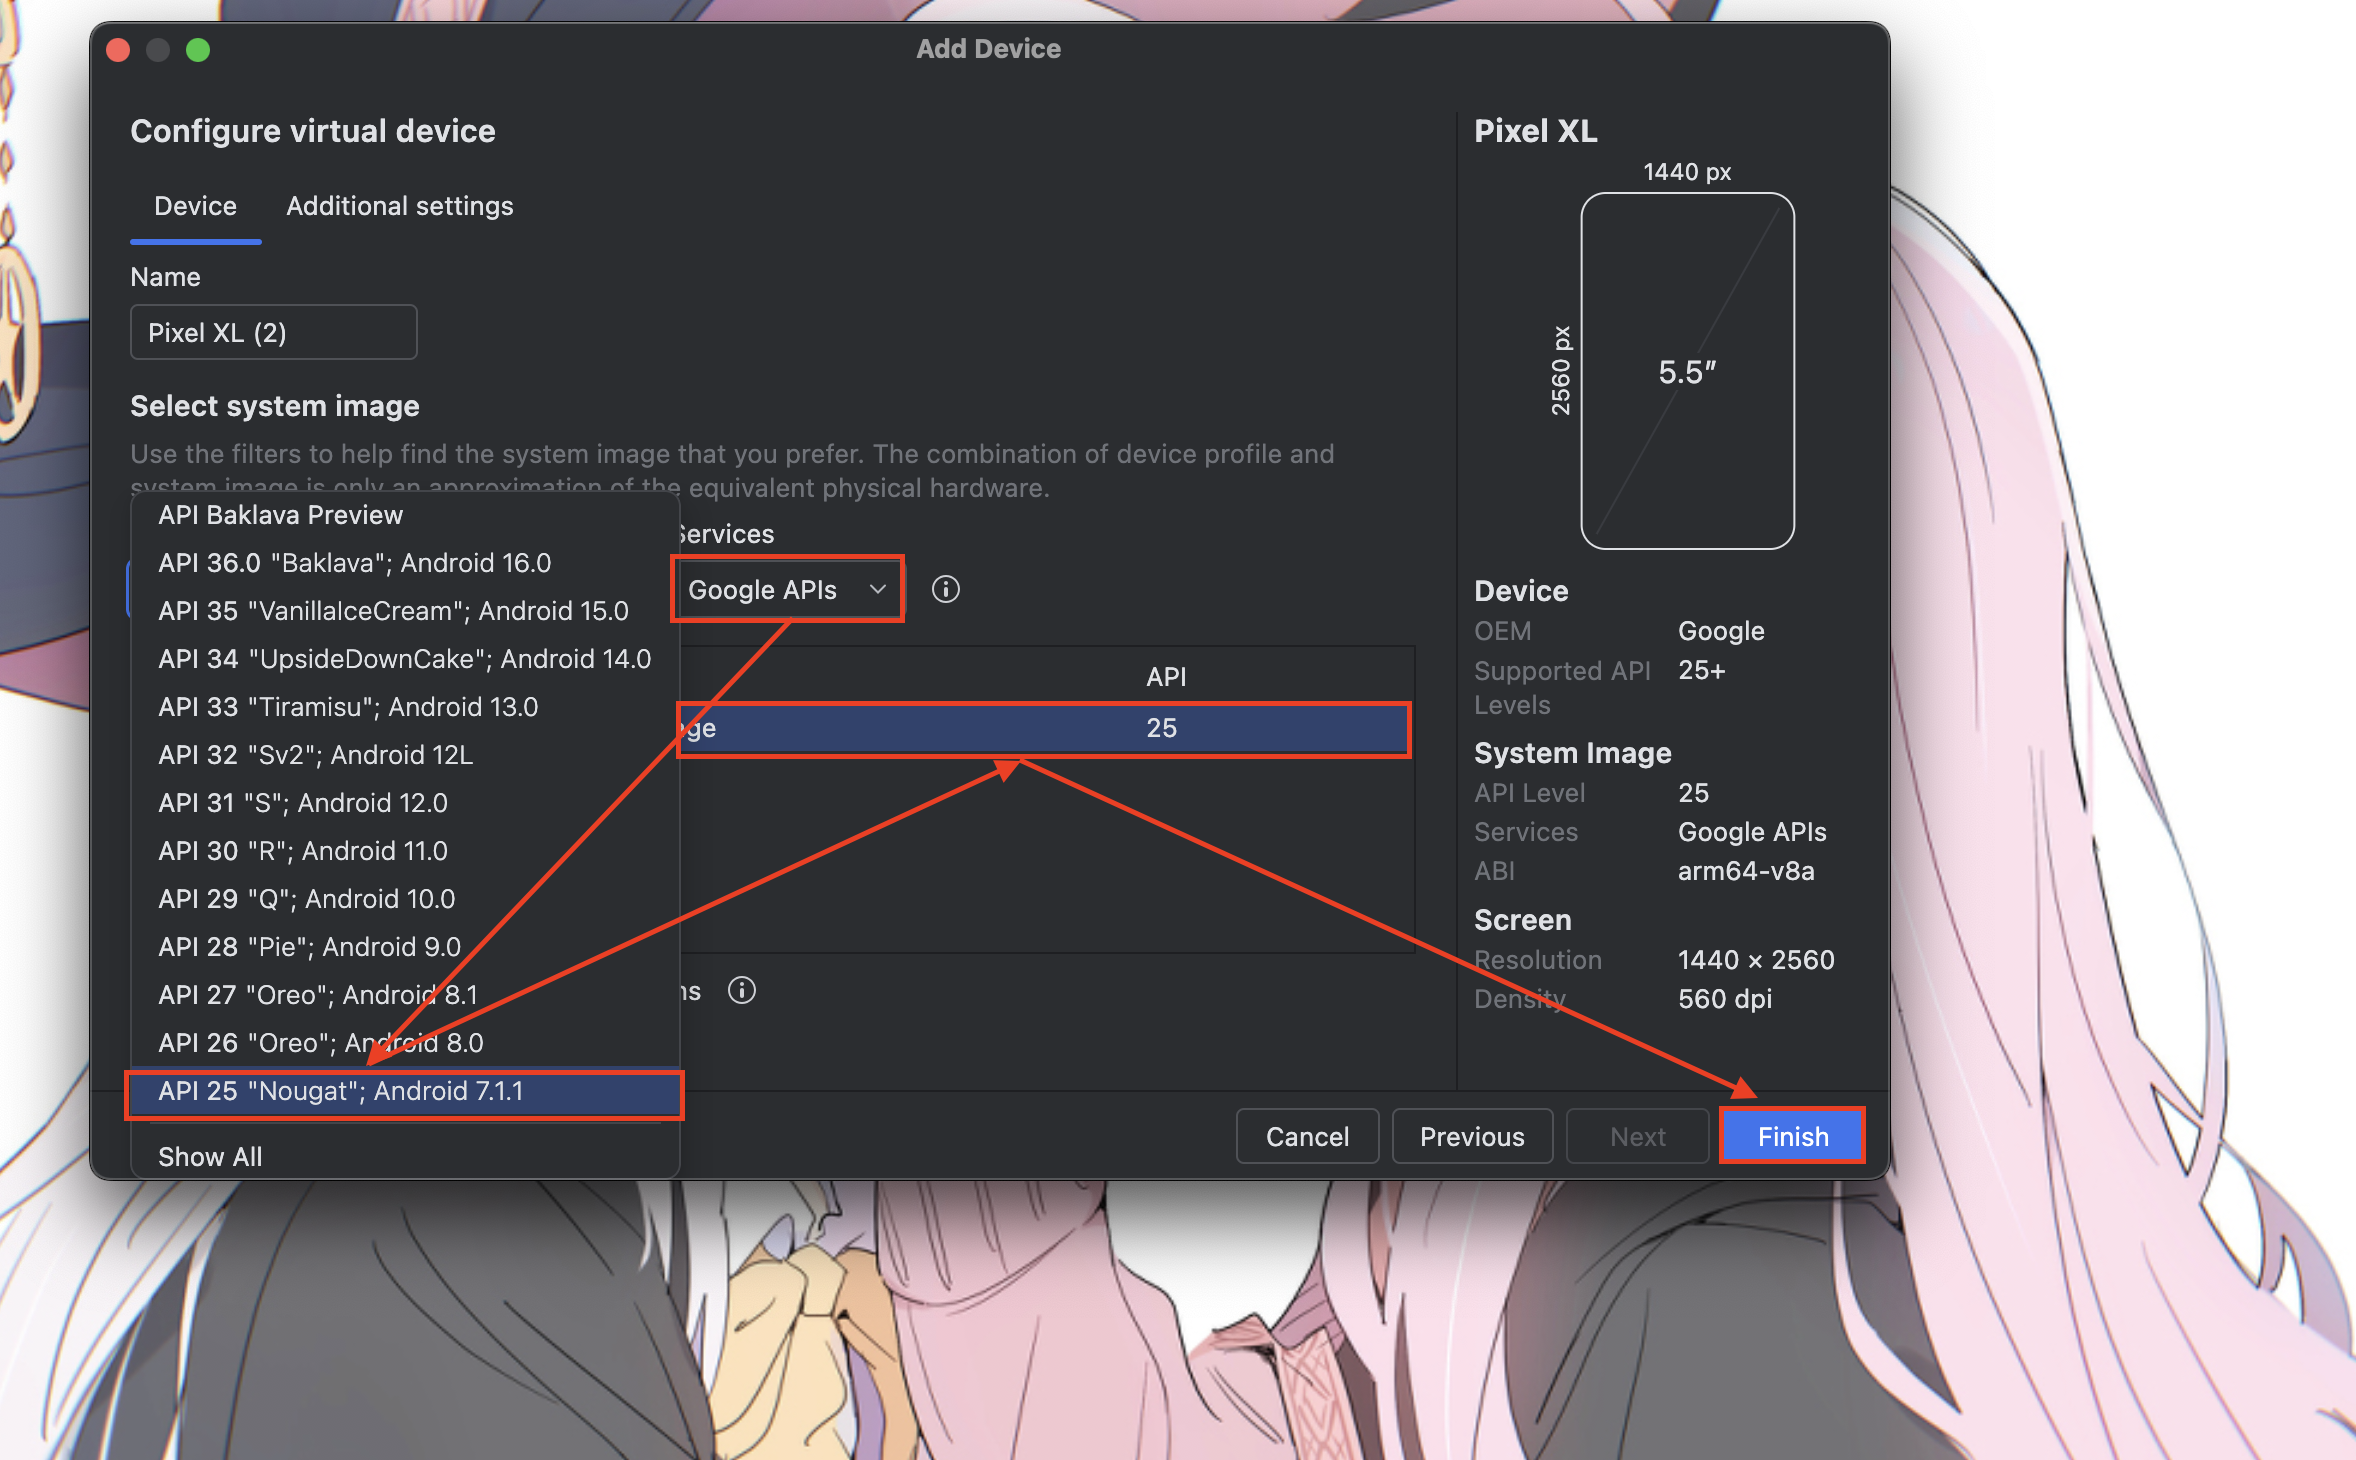 Add Device
Configure virtual device
Device
Additional settings
Name
Pixel XL (2)
Select system image
Use the filters to help find the system image that you prefer. The combination of device profile and
system image is only an approximation of the equivalent physical hardware.
Services
Google APIs
API Baklava Preview
API 36.0 "Baklava"; Android 16.0
API 35 "VanillaIceCream"; Android 15.0
API 34 "UpsideDownCake"; Android 14.0
API 33 "Tiramisu"; Android 13.0
API 32 "Sv2"; Android 12L
API 31 "S"; Android 12.0
API 30 "R"; Android 11.0
API 29 "Q"; Android 10.0
API 28 "Pie"; Android 9.0
API 27 "Oreo"; Android 8.1
API 26 "Oreo"; Android 8.0
API 25 "Nougat"; Android 7.1.1
Show All
API
25
Pixel XL
1440 px
2560 px
5.5″
Device
OEM Google
Supported API Levels 25+
System Image
API Level 25
Services Google APIs
ABI arm64-v8a
Screen
Resolution 1440 × 2560
Density 560 dpi
Cancel
Previous
Next
Finish